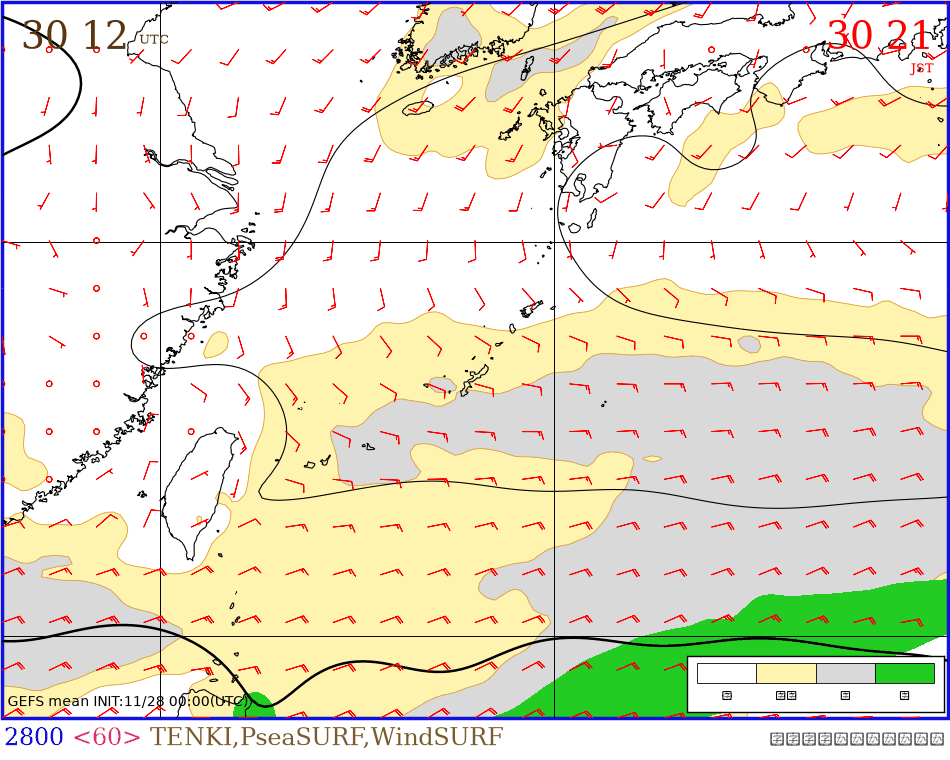 30 12 UTC
30 21
JST
GEFS mean INIT:11/28 00:00(UTC)
2800 <60> TENKI,PseaSURF,WindSURF